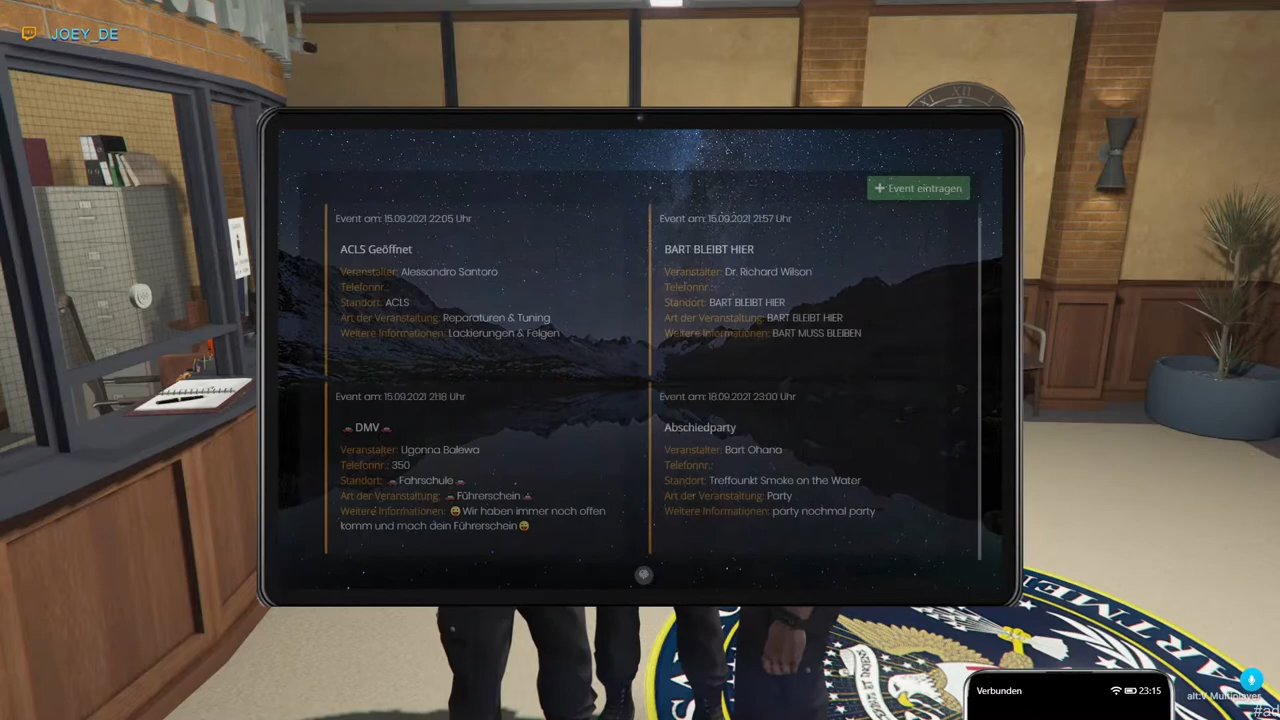 JOEY_DE
XII
XI
Event eintragen
Event am: 15.09.2021 22:05 Uhr
ACLS Geöffnet
Veranstalter: Alessandro Santoro
Telefonnr.:
Standort: ACLS
Art der Veranstaltung: Reparaturen & Tuning
Weitere Informationen: Lackierungen & Felgen
Event am: 15.09.2021 21:57 Uhr
BART BLEIBT HIER
Veranstalter: Dr. Richard Wilson
Telefonnr.:
Standort: BART BLEIBT HIER
Art der Veranstaltung: BART BLEIBT HIER
Weitere Informationen: BART MUSS BLEIBEN
Event am: 15.09.2021 21:18 Uhr
🚗 DMV 🚗
Veranstalter: Ugonna Balewa
Telefonnr.: 350
Standort: 🚗Fahrschule🚗
Art der Veranstaltung: 🚗Führerschein🚗
Weitere Informationen: 😀Wir haben immer noch offen
komm und mach dein Führerschein😀
Event am: 18.09.2021 23:00 Uhr
Abschiedparty
Veranstalter: Bart Ohana
Telefonnr.:
Standort: Treffounkt Smoke on the Water
Art der Veranstaltung: Party
Weitere Informationen: party nochmal party
Verbunden
23:15
alt:V Multiplayer